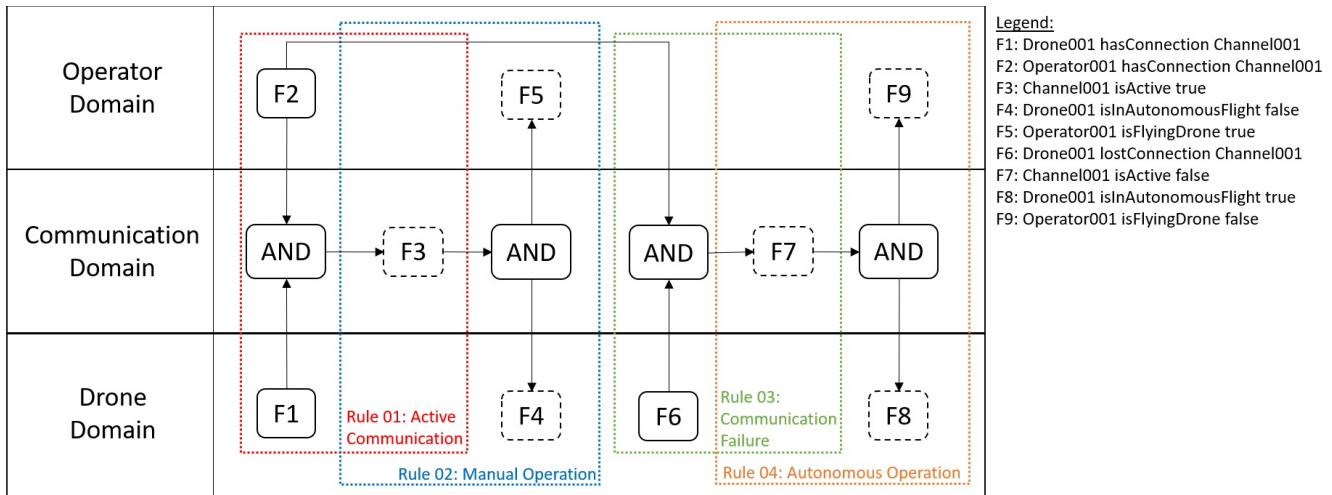 Operator
Domain
F2
F5
F9
Communication
Domain
AND
F3
AND
AND
F7
AND
Drone
Domain
F1
Rule 01: Active
Communication
F4
Rule 02: Manual Operation
F6
Rule 03:
Communication
Failure
F8
Rule 04: Autonomous Operation
Legend:
F1: Drone001 hasConnection Channel001
F2: Operator001 hasConnection Channel001
F3: Channel001 isActive true
F4: Drone001 isInAutonomousFlight false
F5: Operator001 isFlyingDrone true
F6: Drone001 lostConnection Channel001
F7: Channel001 isActive false
F8: Drone001 isInAutonomousFlight true
F9: Operator001 isFlyingDrone false